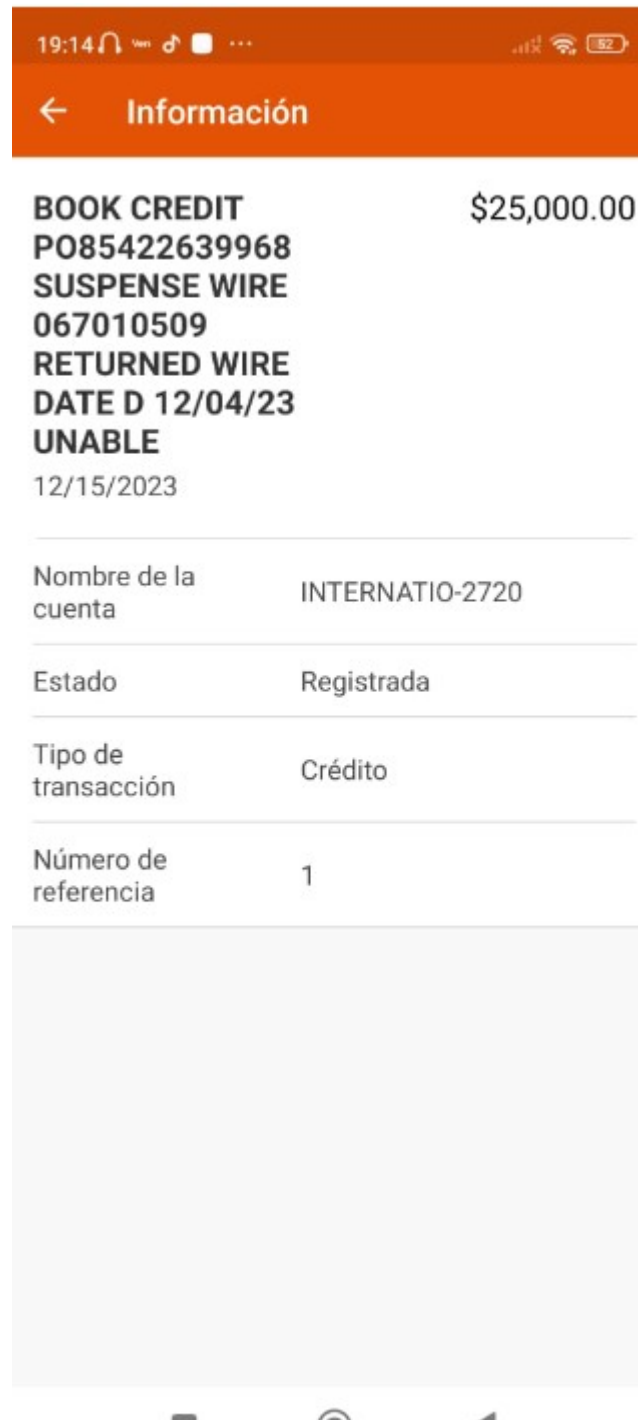 19:14 Ven ... 52
Información
BOOK CREDIT $25,000.00
PO85422639968
SUSPENSE WIRE
067010509
RETURNED WIRE
DATE D 12/04/23
UNABLE
12/15/2023
Nombre de la
cuenta
INTERNATIO-2720
Estado Registrada
Tipo de
transacción
Crédito
Número de
referencia
1